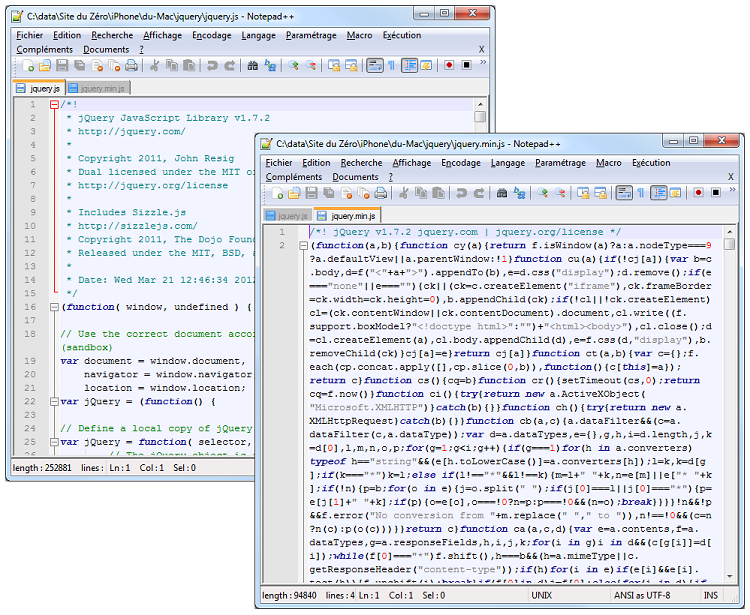 C:\data\Site du Zéro\iPhone\du-Mac\jquery\jquery.js - Notepad++
Fichier Edition Recherche Affichage Encodage Langage Paramétrage Macro Exécution
Compléments Documents ? X
jquery.js jquery.min.js
1 /*!
2 * jQuery JavaScript Library v1.7.2
3 * http://jquery.com/
4 *
5 * Copyright 2011, John Resig
6 * Dual licensed under the MIT or
7 * http://jquery.org/license
8 *
9 * Includes Sizzle.js
10 * http://sizzlejs.com/
11 * Copyright 2011, The Dojo Found
12 * Released under the MIT, BSD, a
13 *
14 * Date: Wed Mar 21 12:46:34 2012
15 */
16 (function( window, undefined ) {
17
18 // Use the correct document accor
(sandbox)
19 var document = window.document,
20 navigator = window.navigator
21 location = window.location;
22 var jQuery = (function() {
23
24 // Define a local copy of jQuery
25 var jQuery = function( selector,
26 // The jQuery object is
length : 252881 lines : Ln : 1 Col : 1 Sel : 0
C:\data\Site du Zéro\iPhone\du-Mac\jquery\jquery.min.js - Notepad++
Fichier Edition Recherche Affichage Encodage Langage Paramétrage Macro Exécution
Compléments Documents ? X
jquery.js jquery.min.js
1 /*! jQuery v1.7.2 jquery.com | jquery.org/license */
2 (function(a,b){function cy(a){return f.isWindow(a)?a:a.nodeType===9
?a.defaultView||a.parentWindow:!1}function cu(a){if(!cj[a]){var b=c
.body,d=f("<"+a+">").appendTo(b),e=d.css("display");d.remove();if(e
==="none"||e===""){ck||(ck=c.createElement("iframe"),ck.frameBorder
=ck.width=ck.height=0),b.appendChild(ck);if(!cl||!ck.createElement)
cl=(ck.contentWindow||ck.contentDocument).document,cl.write((f.
support.boxModel?"<!doctype html>":"")+"<html><body>"),cl.close();d
=cl.createElement(a),cl.body.appendChild(d),e=f.css(d,"display"),b.
removeChild(ck)}cj[a]=e}return cj[a]}function ct(a,b){var c={};f.
each(cp.concat.apply([],cp.slice(0,b)),function(){c[this]=a});
return c}function cs(){cq=b}function cr(){setTimeout(cs,0);return
cq=f.now()}function ci(){try{return new a.ActiveXObject(
"Microsoft.XMLHTTP")}catch(b){}}function ch(){try{return new a.
XMLHttpRequest}catch(b){}}function cb(a,c){a.dataFilter&&(c=a.
dataFilter(c,a.dataType));var d=a.dataTypes,e={},g,h,i=d.length,j,k
=d[0],l,m,n,o,p;for(g=1;g<i;g++){if(g===1)for(h in a.converters)
typeof h=="string"&&(e[h.toLowerCase()]=a.converters[h]);l=k,k=d[g
];if(k==="*")k=l;else if(l!=="*"&&l!==k){m=l+" "+k,n=e[m]||e["* "+k
];if(!n){p=b;for(o in e){j=o.split(" ");if(j[0]===l||j[0]==="*"){p=
e[j[1]+" "+k];if(p){o=e[o],o===!0?n=p:p===!0&&(n=o);break}}}}!n&&!p
&&f.error("No conversion from "+m.replace(" "," to ")),n!==!0&&(c=n
?n(c):p(o(c)))}}return c}function ca(a,c,d){var e=a.contents,f=a.
dataTypes,g=a.responseFields,h,i,j,k;for(i in g)i in d&&(c[g[i]]=d[
i]);while(f[0]==="*")f.shift(),h===b&&(h=a.mimeType||c.
getResponseHeader("content-type"));if(h)for(i in e)if(e[i]&&e[i].
test(h)){f.unshift(i);break}if(f[0]in d)j=f[0];else{for(i in d){if
length : 94840 lines : 4 Ln : 1 Col : 1 Sel : 0 UNIX ANSI as UTF-8 INS